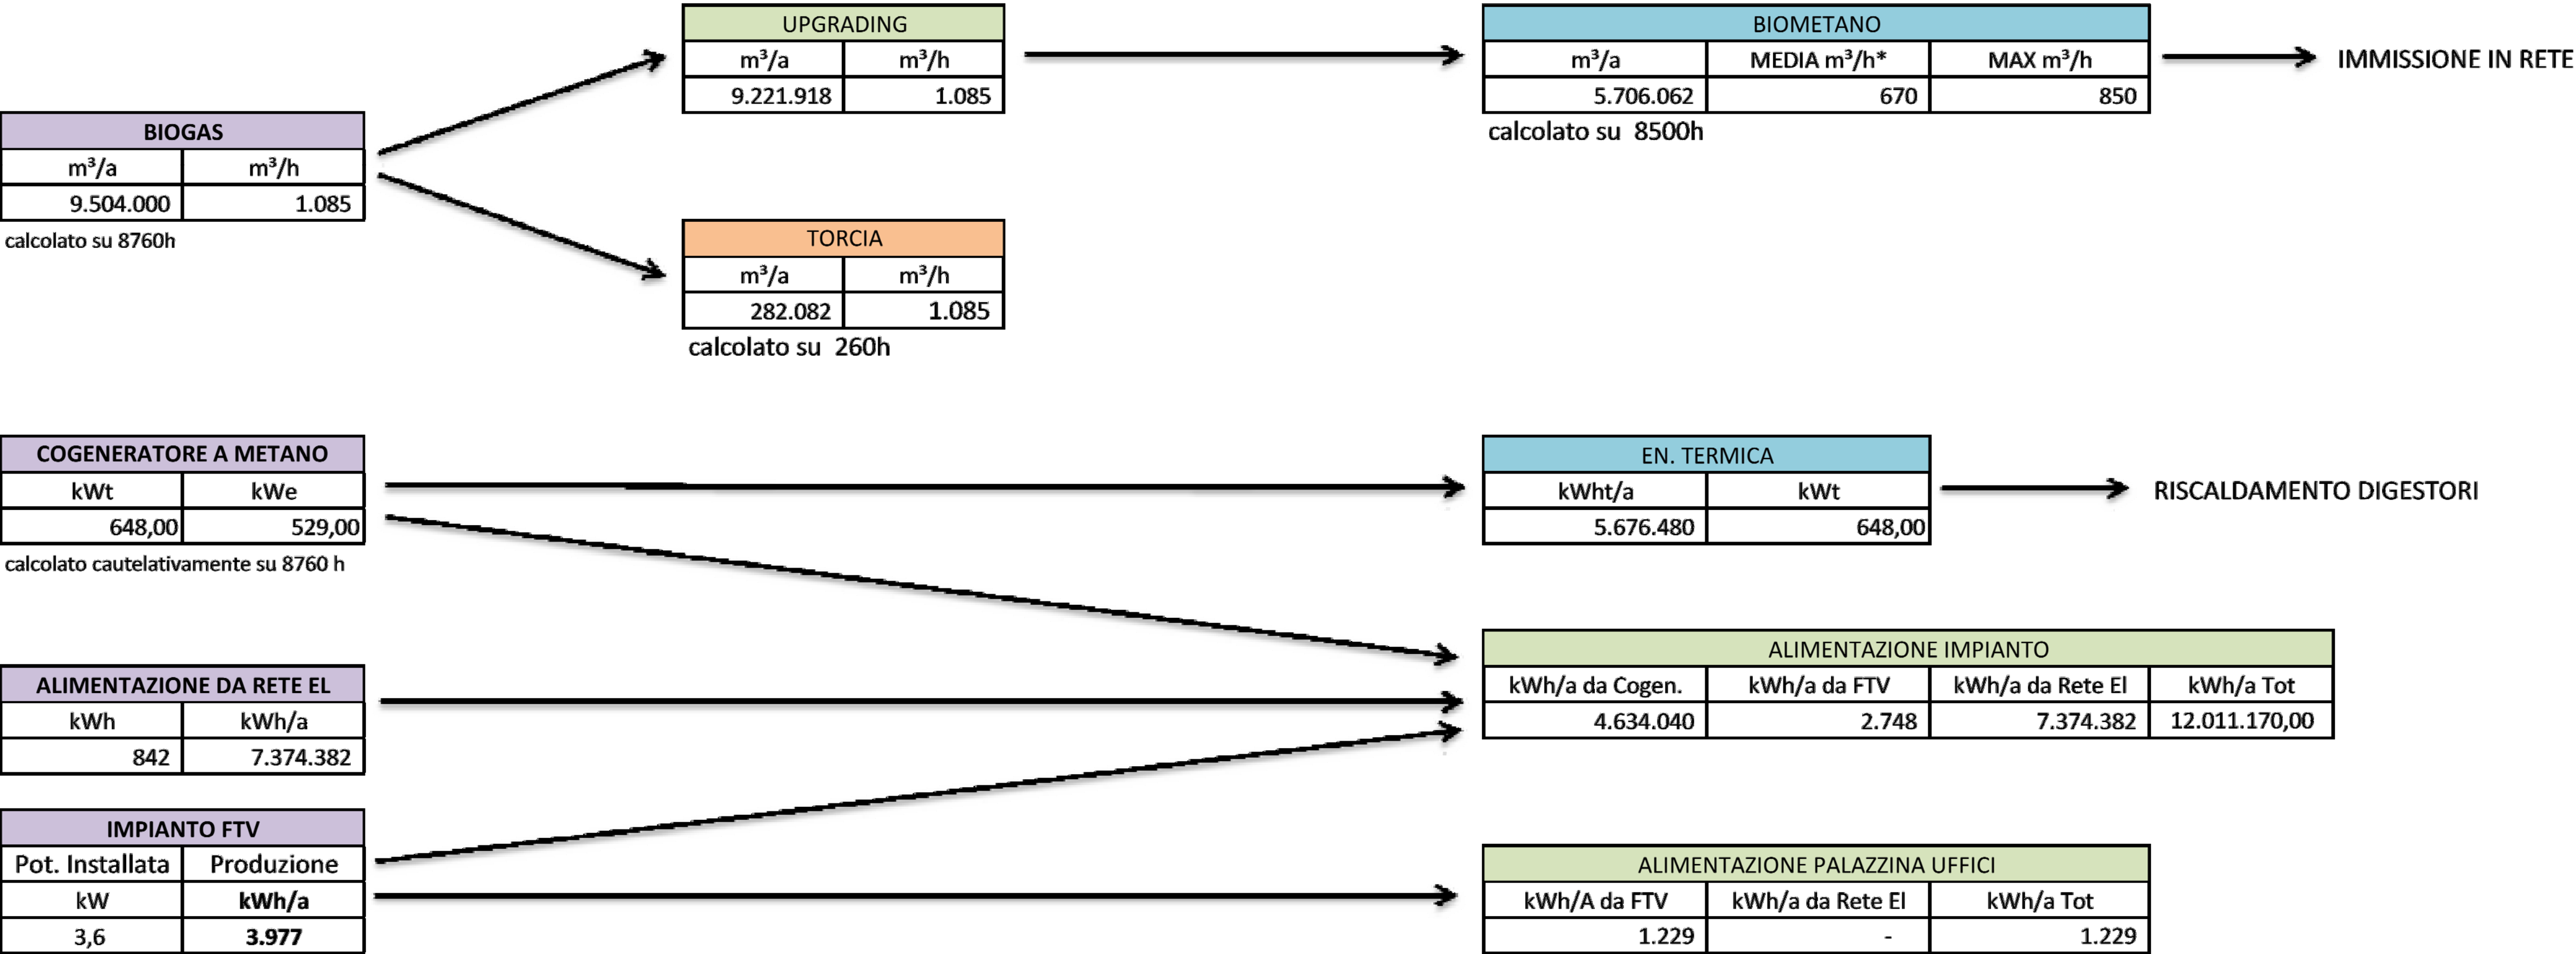 UPGRADING
m³/a m³/h
9.221.918 1.085
BIOMETANO
m³/a MEDIA m³/h* MAX m³/h
5.706.062 670 850
calcolato su 8500h
IMMISSIONE IN RETE
BIOGAS
m³/a m³/h
9.504.000 1.085
calcolato su 8760h
TORCIA
m³/a m³/h
282.082 1.085
calcolato su 260h
COGENERATORE A METANO
kWt kWe
648,00 529,00
calcolato cautelativamente su 8760 h
EN. TERMICA
kWht/a kWt
5.676.480 648,00
RISCALDAMENTO DIGESTORI
ALIMENTAZIONE DA RETE EL
kWh kWh/a
842 7.374.382
ALIMENTAZIONE IMPIANTO
kWh/a da Cogen. kWh/a da FTV kWh/a da Rete El kWh/a Tot
4.634.040 2.748 7.374.382 12.011.170,00
IMPIANTO FTV
Pot. Installata Produzione
kW kWh/a
3,6 3.977
ALIMENTAZIONE PALAZZINA UFFICI
kWh/A da FTV kWh/a da Rete El kWh/a Tot
1.229 - 1.229